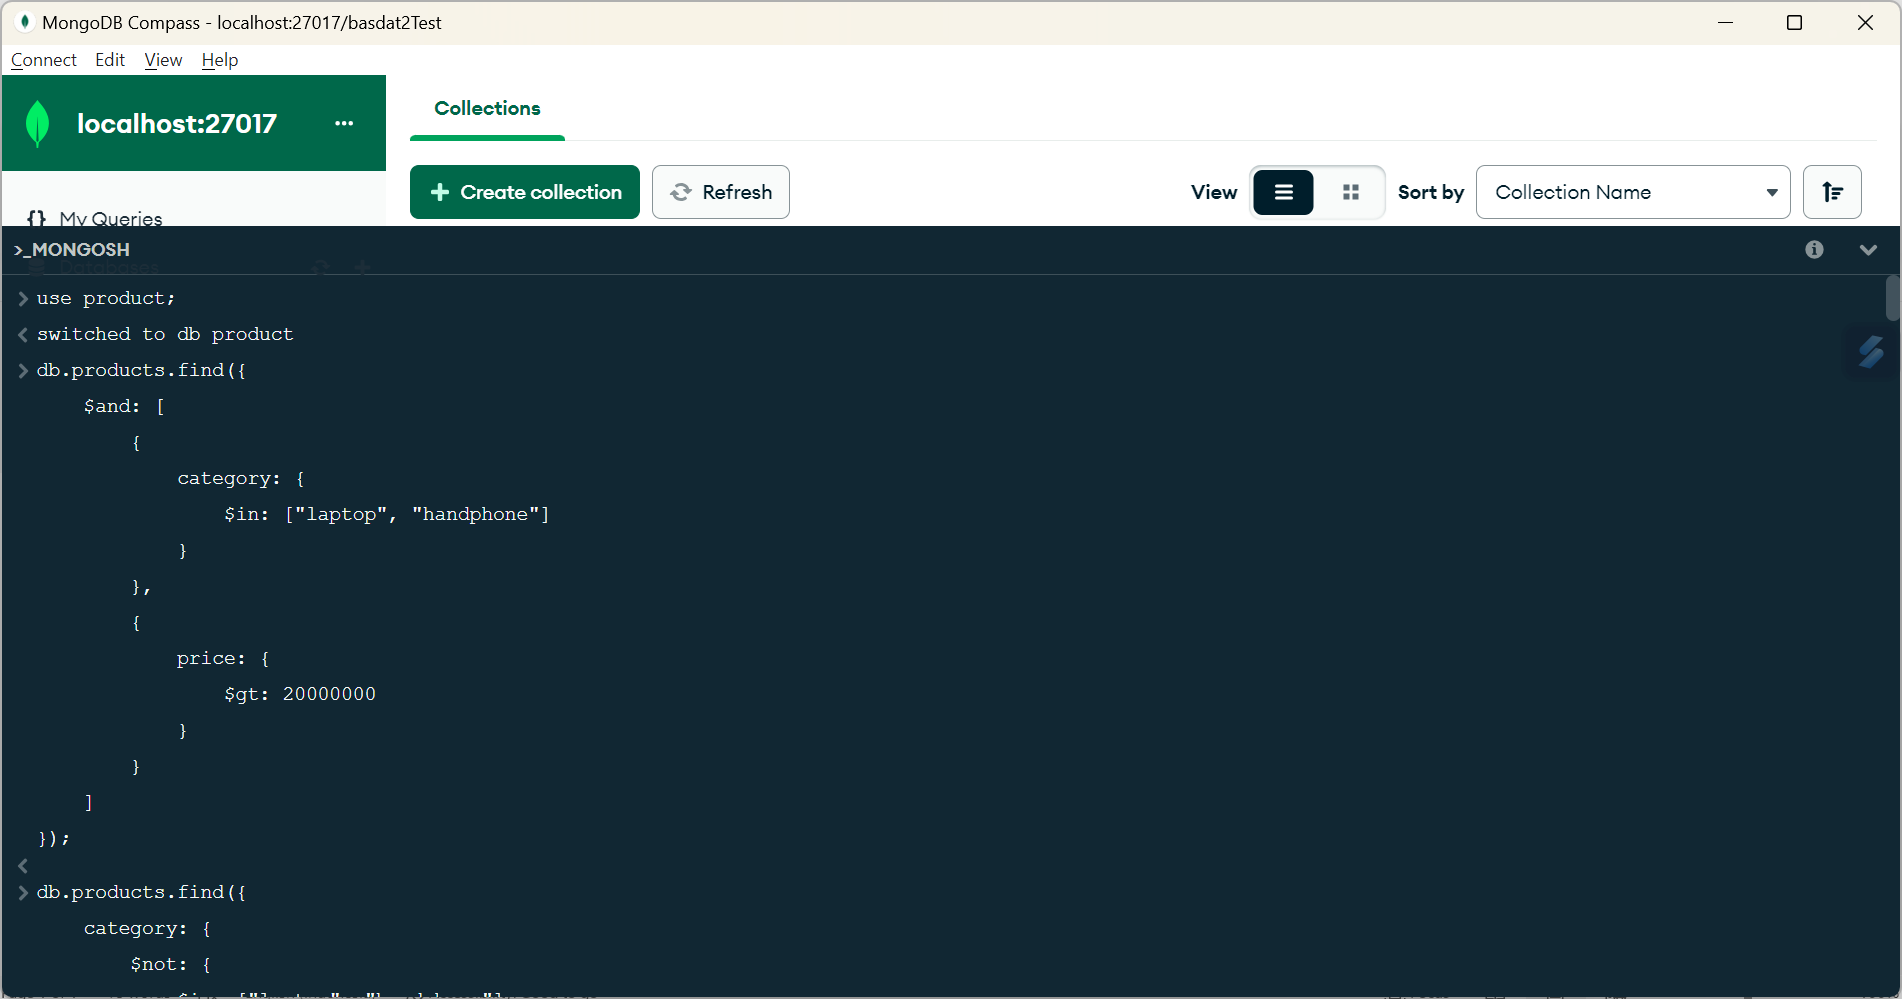 MongoDB Compass - localhost:27017/basdat2Test
Connect Edit View Help
localhost:27017
Collections
Create collection
Refresh
View
Sort by
Collection Name
{} My Queries
>_MONGOSH
Databases
use product;
switched to db product
db.products.find({
$and: [
{
category: {
$in: ["laptop", "handphone"]
}
},
{
price: {
$gt: 20000000
}
}
]
});
db.products.find({
category: {
$not: {